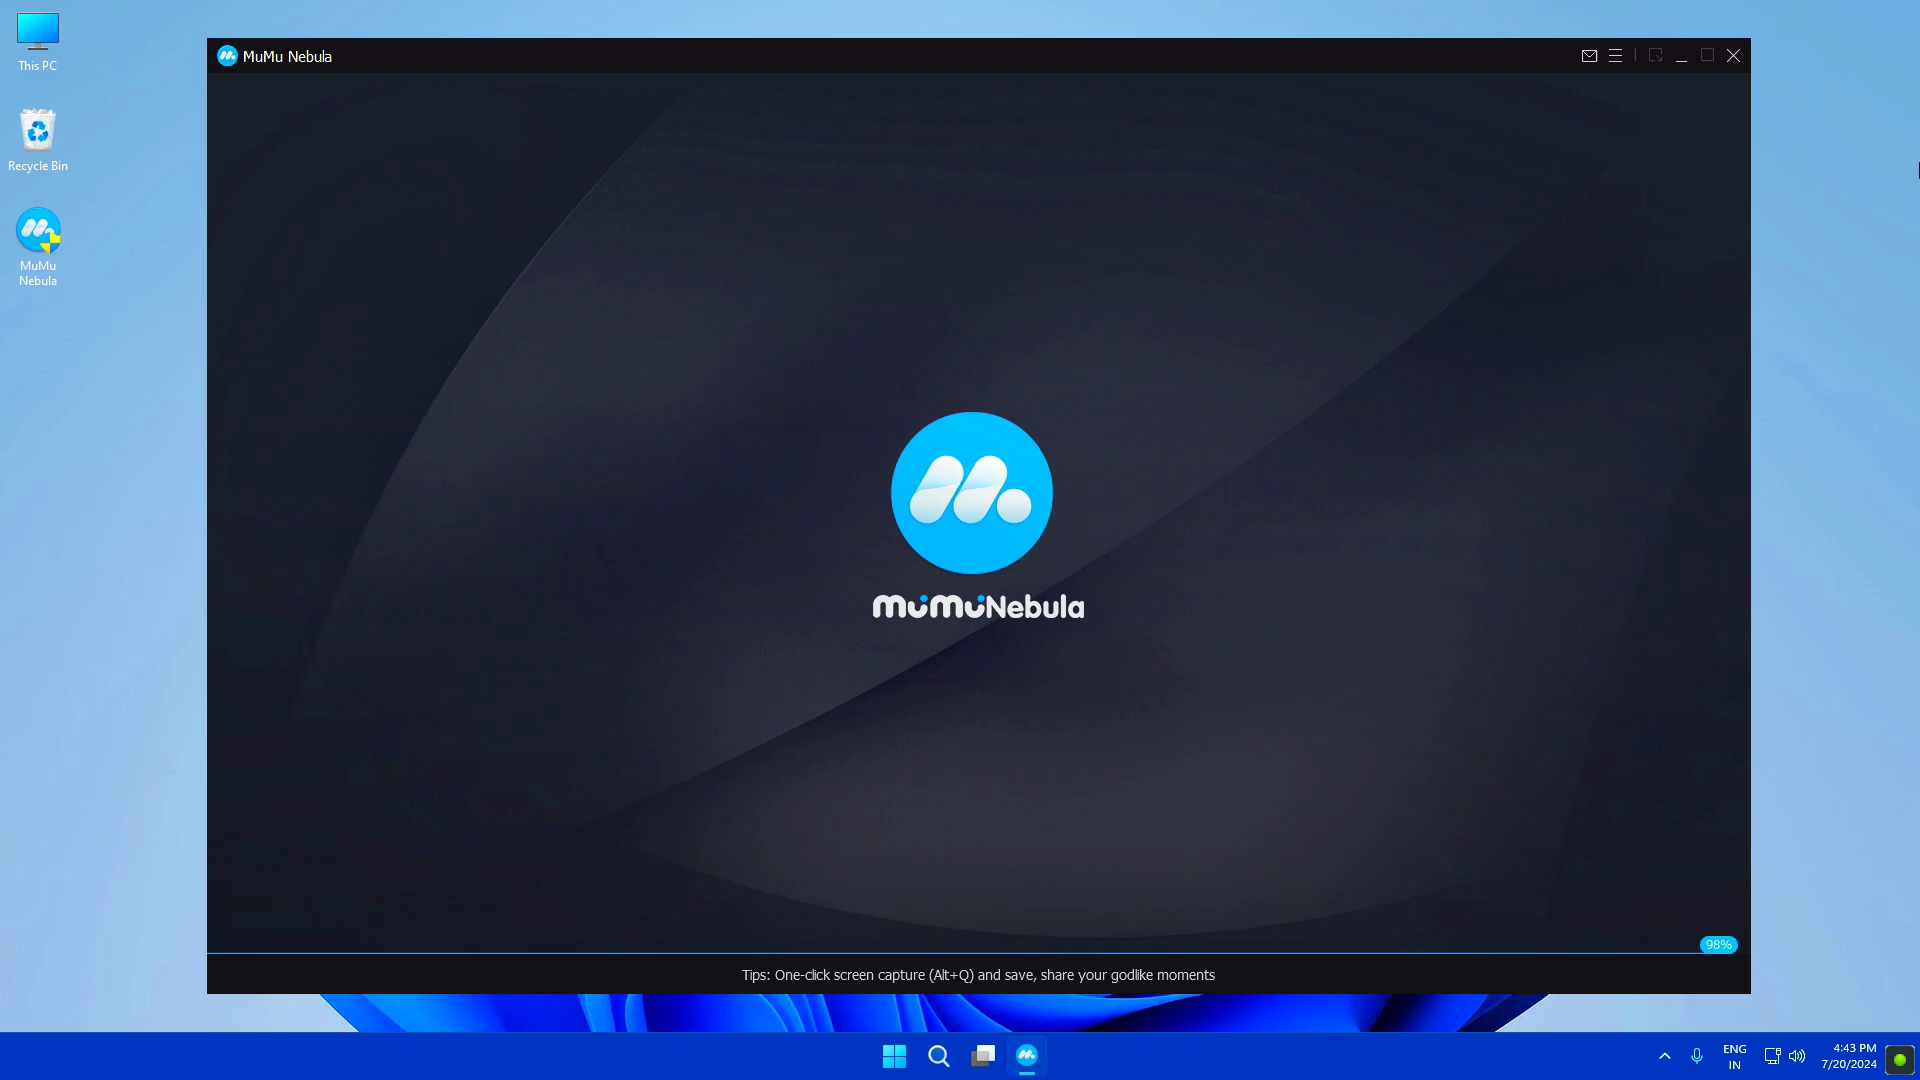 This PC
Recycle Bin
MuMu
Nebula
MuMu Nebula
MuMuNebula
98%
Tips: One-click screen capture (Alt+Q) and save, share your godlike moments
ENG
IN
4:43 PM
7/20/2024